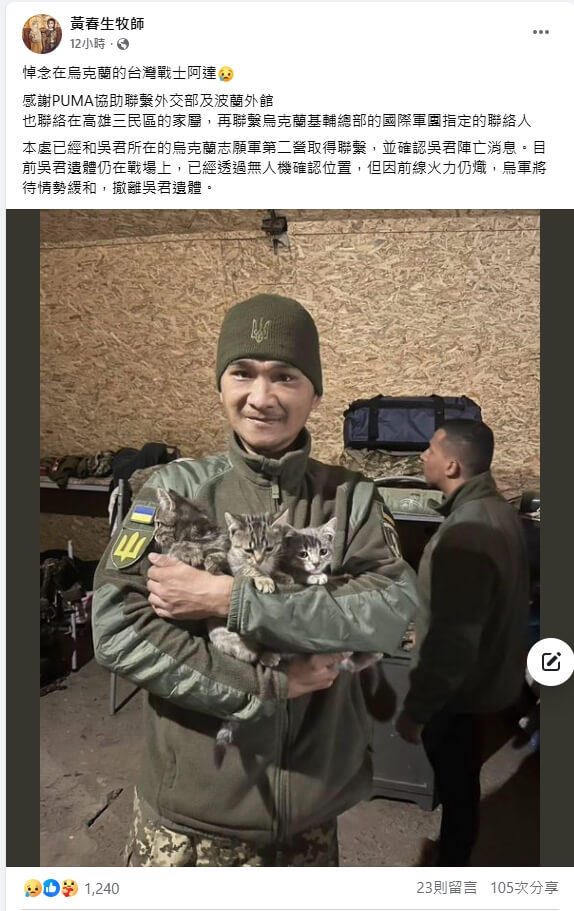 黃春生牧師
12小時 ·
悼念在烏克蘭的台灣戰士阿達😥
感謝PUMA協助聯繫外交部及波蘭外館
也聯絡在高雄三民區的家屬，再聯繫烏克蘭基輔總部的國際軍團指定的聯絡人
本處已經和吳君所在的烏克蘭志願軍第二營取得聯繫，並確認吳君陣亡消息。目
前吳君遺體仍在戰場上，已經透過無人機確認位置，但因前線火力仍熾，烏軍將
待情勢緩和，撤離吳君遺體。
1,240
23則留言 105次分享